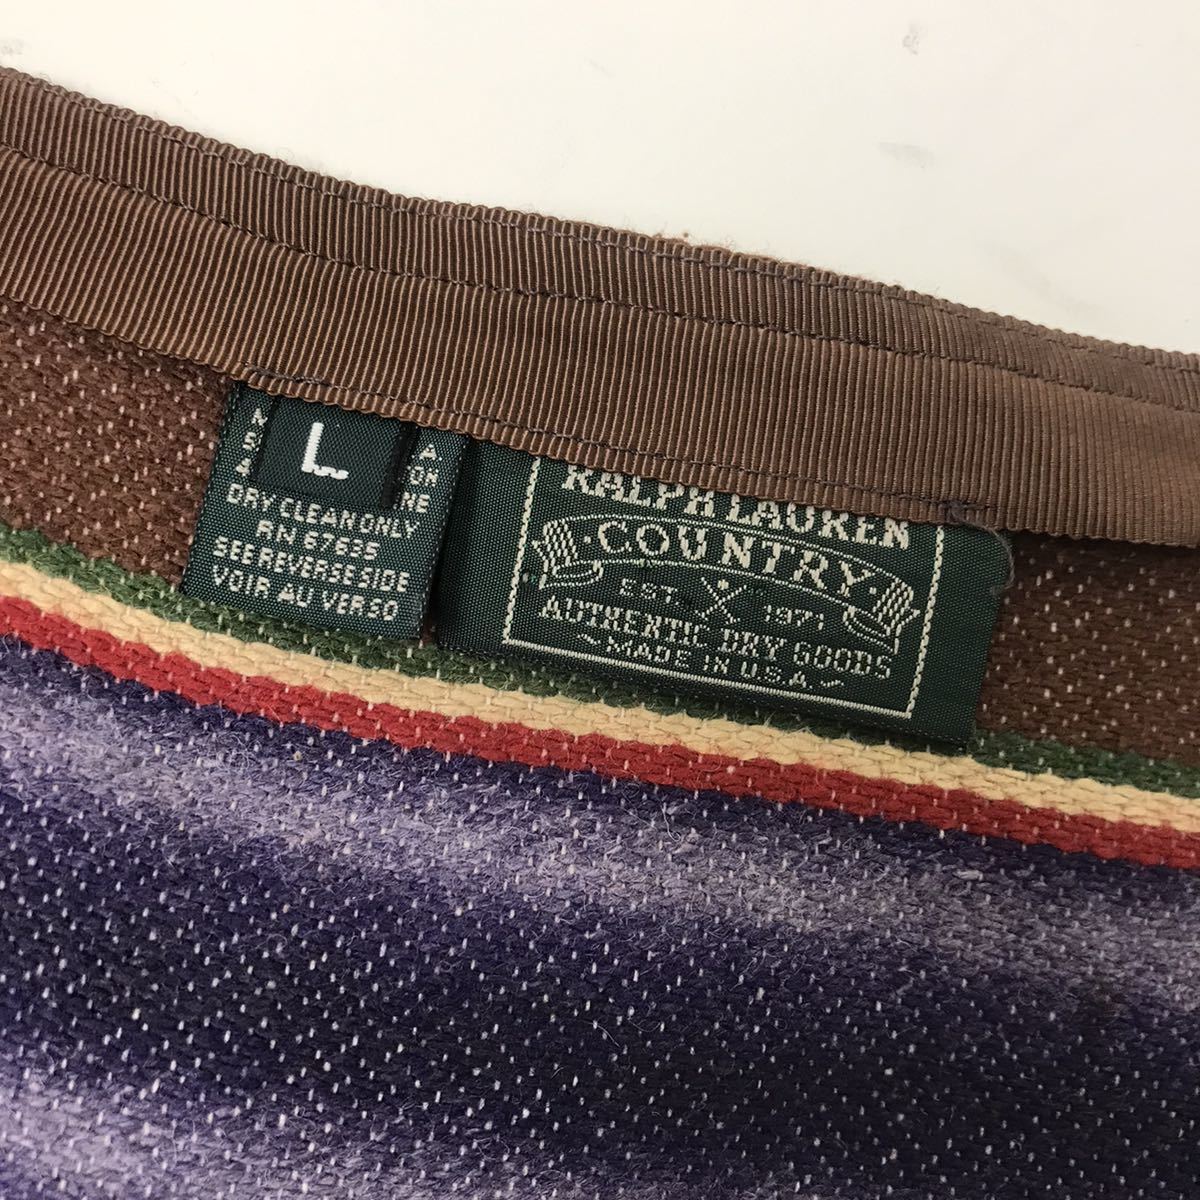 L
DRY CLEAN ONLY
RN 67635
SEE REVERSE SIDE
VOIR AU VERSO
RALPH LAUREN
COUNTRY
EST. 1971
AUTHENTIC DRY GOODS
MADE IN U.S.A.